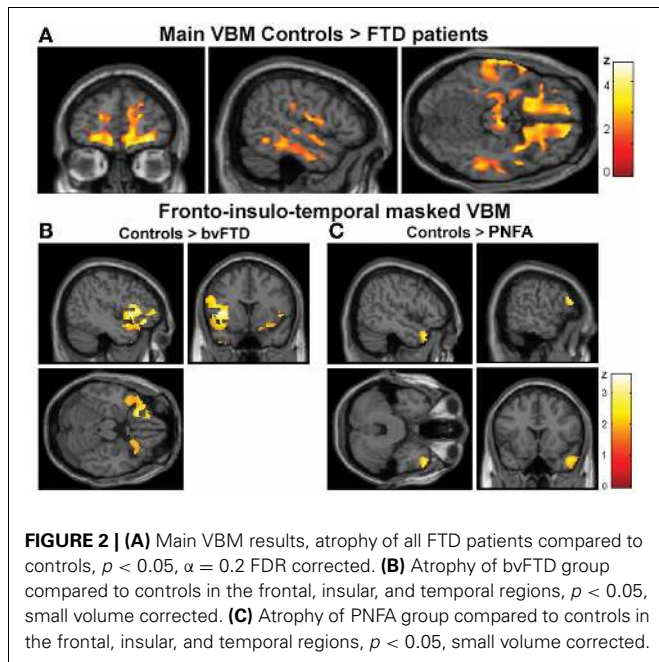 A
Main VBM Controls > FTD patients
z
4
2
0
Fronto-insulo-temporal masked VBM
B
Controls > bvFTD
C
Controls > PNFA
z
3
2
1
0
FIGURE 2 | (A) Main VBM results, atrophy of all FTD patients compared to
controls, p < 0.05, α = 0.2 FDR corrected. (B) Atrophy of bvFTD group
compared to controls in the frontal, insular, and temporal regions, p < 0.05,
small volume corrected. (C) Atrophy of PNFA group compared to controls in
the frontal, insular, and temporal regions, p < 0.05, small volume corrected.